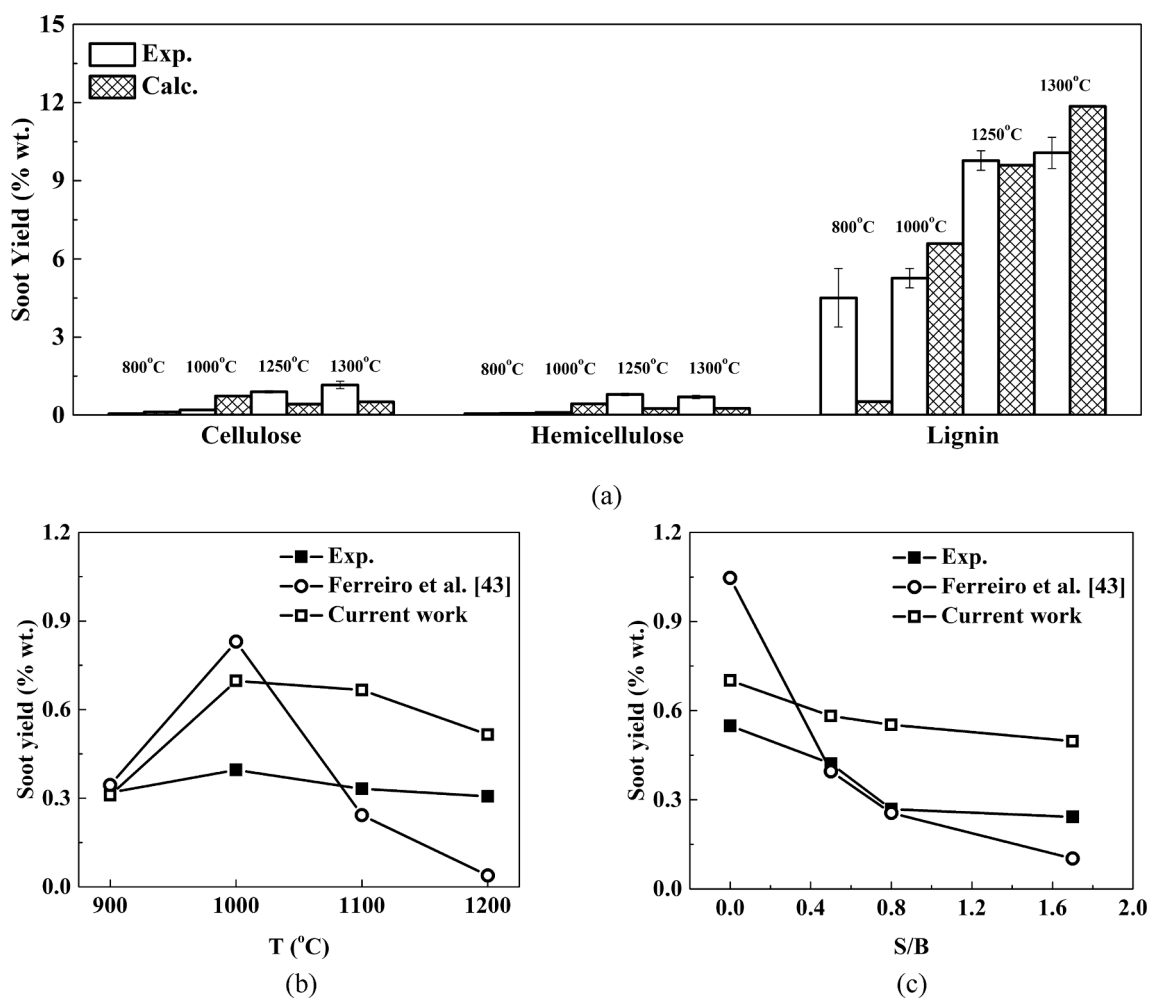 15
12
9
6
3
0
Soot Yield (% wt.)
Exp.
Calc.
800°C 1000°C 1250°C 1300°C
800°C 1000°C 1250°C 1300°C
800°C 1000°C 1250°C 1300°C
Cellulose Hemicellulose Lignin
(a)
1.2
0.9
0.6
0.3
0.0
Soot yield (% wt.)
Exp.
Ferreiro et al. [43]
Current work
900 1000 1100 1200
T (°C)
(b)
1.2
0.9
0.6
0.3
0.0
Soot yield (% wt.)
Exp.
Ferreiro et al. [43]
Current work
0.0 0.4 0.8 1.2 1.6 2.0
S/B
(c)